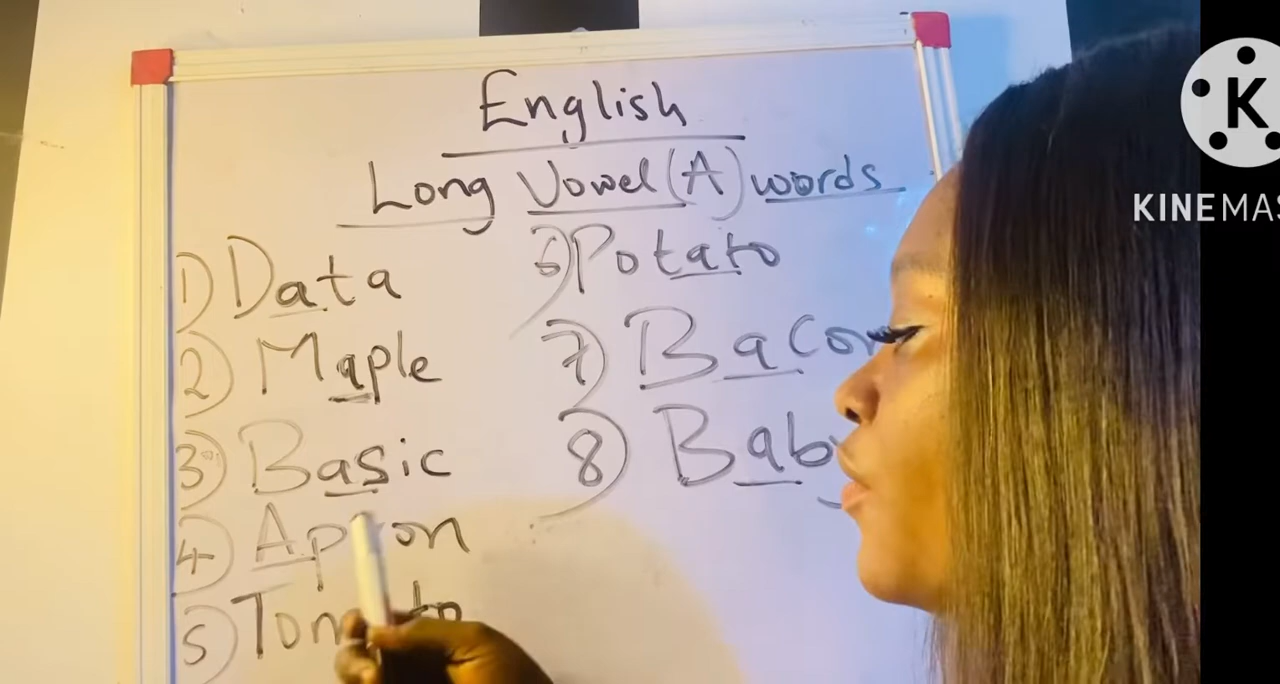 English
Long Vowel (A) words
1) Data
2) Maple
3) Basic
4) Apron
5) Tomato
6) Potato
7) Bacon
8) Baby
K
KINEMAS